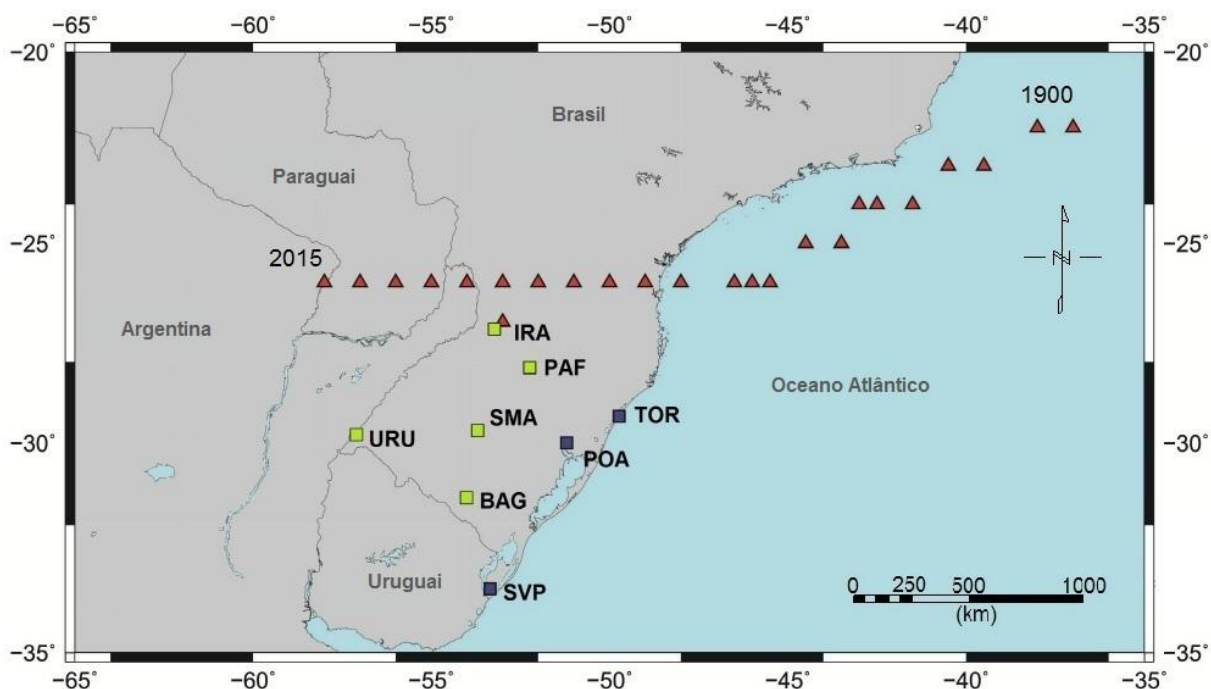 −65° −60° −55° −50° −45° −40° −35°
−20° −20°
1900
Brasil
Paraguai
−25° −25°
2015
N
Argentina
IRA
PAF
Oceano Atlântico
SMA
TOR
URU
−30° −30°
POA
BAG
Uruguai
SVP
0 250 500 1000
(km)
−35° −35°
−65° −60° −55° −50° −45° −40° −35°